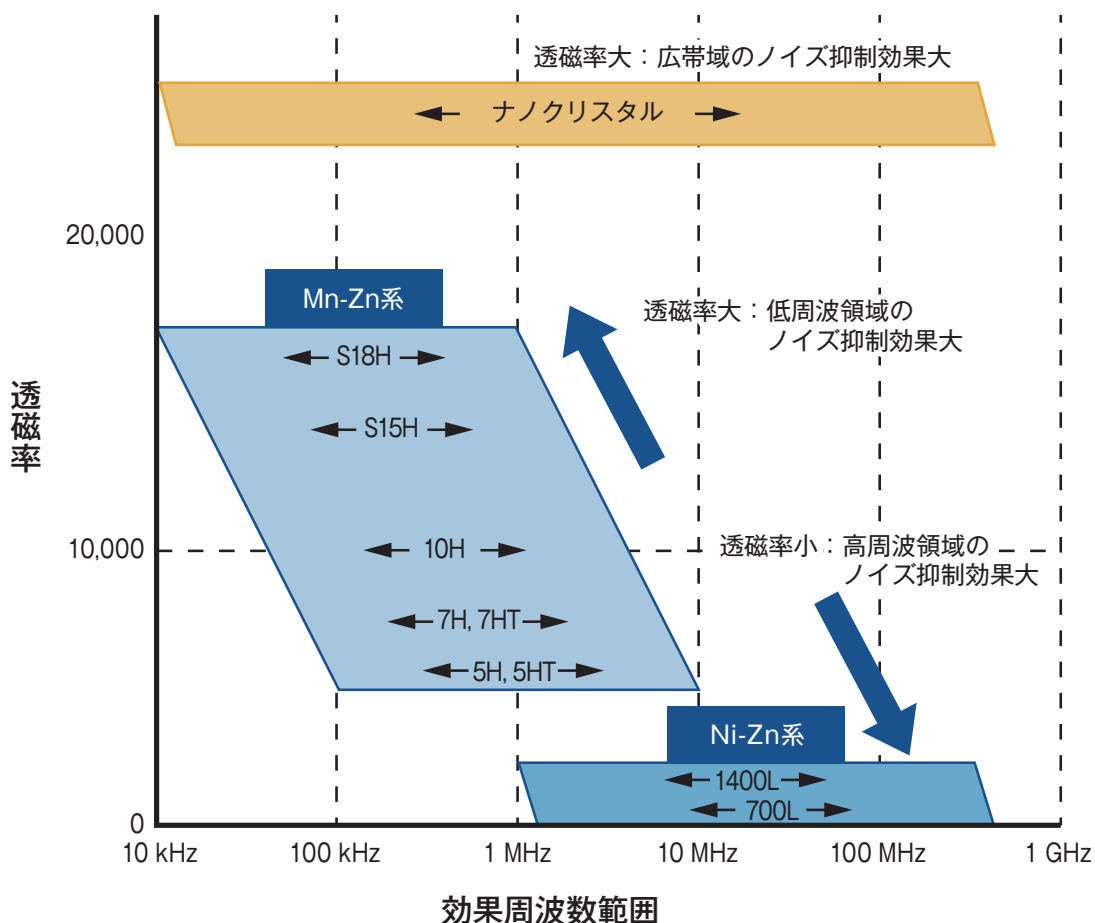 透磁率大：広帯域のノイズ抑制効果大
ナノクリスタル
20,000
Mn-Zn系
透磁率大：低周波領域の
ノイズ抑制効果大
S18H
透磁率
S15H
10,000
10H
透磁率小：高周波領域の
ノイズ抑制効果大
7H, 7HT
5H, 5HT
Ni-Zn系
1400L
700L
0
10 kHz 100 kHz 1 MHz 10 MHz 100 MHz 1 GHz
効果周波数範囲